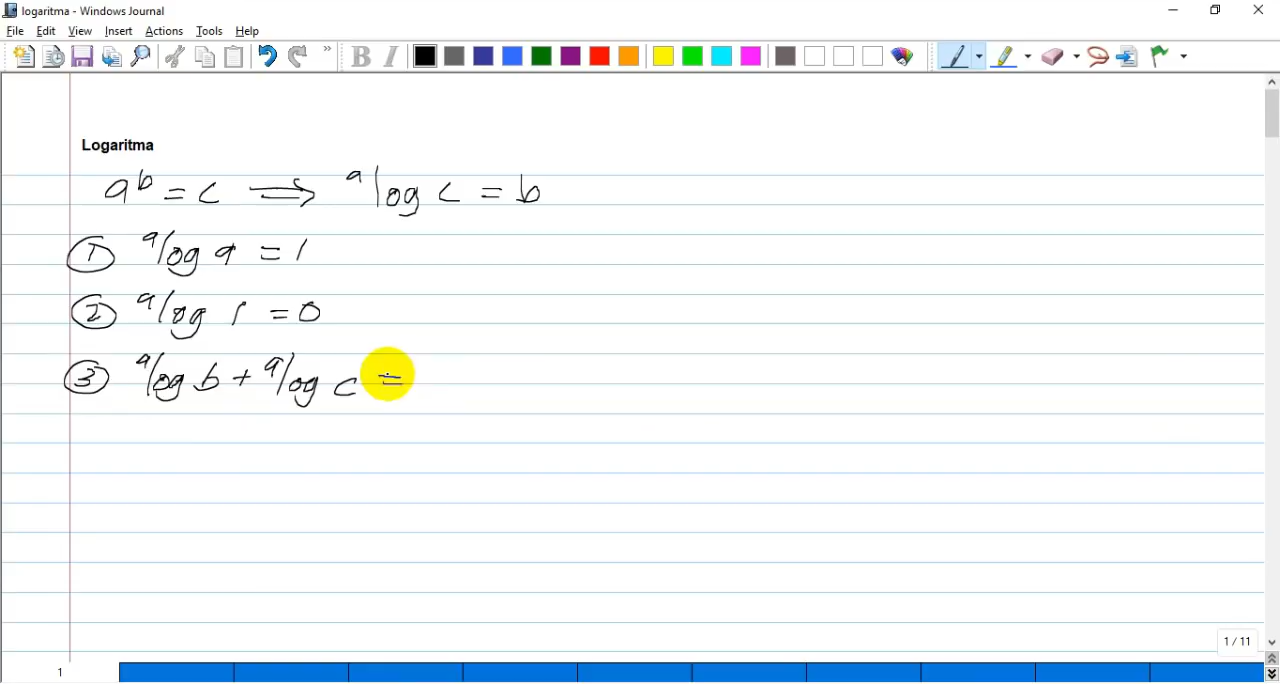 logaritma - Windows Journal
File Edit View Insert Actions Tools Help
» B I
Logaritma
a^b = c ⟹ ᵃlog c = b
① ᵃlog a = 1
② ᵃlog 1 = 0
③ ᵃlog b + ᵃlog c =
1 / 11
1